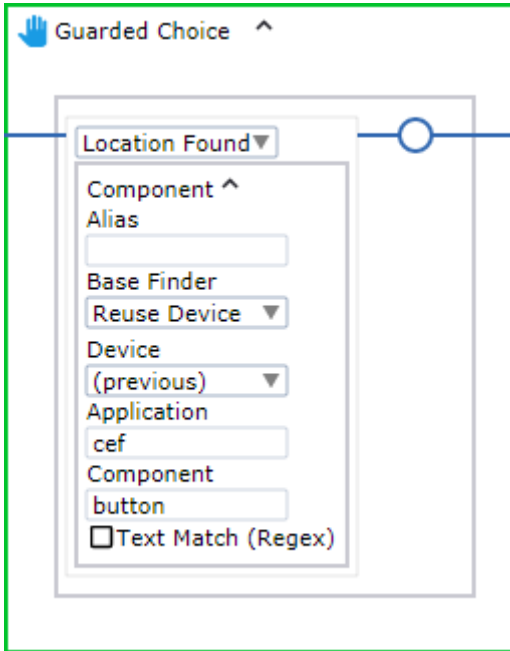 Guarded Choice
Location Found
Component
Alias
Base Finder
Reuse Device
Device
(previous)
Application
cef
Component
button
Text Match (Regex)